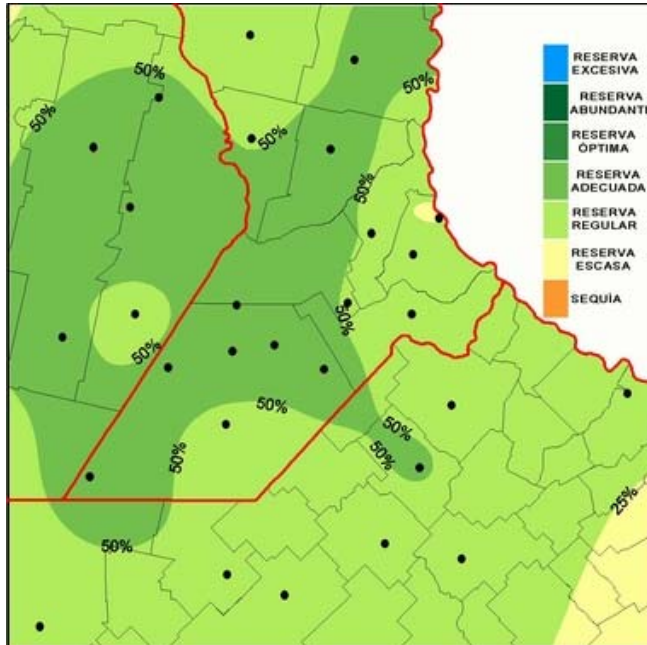 RESERVA
EXCESIVA
RESERVA
ABUNDANTE
RESERVA
ÓPTIMA
RESERVA
ADECUADA
RESERVA
REGULAR
RESERVA
ESCASA
SEQUÌA
50%
50%
50%
50%
50%
50%
50%
50%
50%
50%
50%
25%
50%